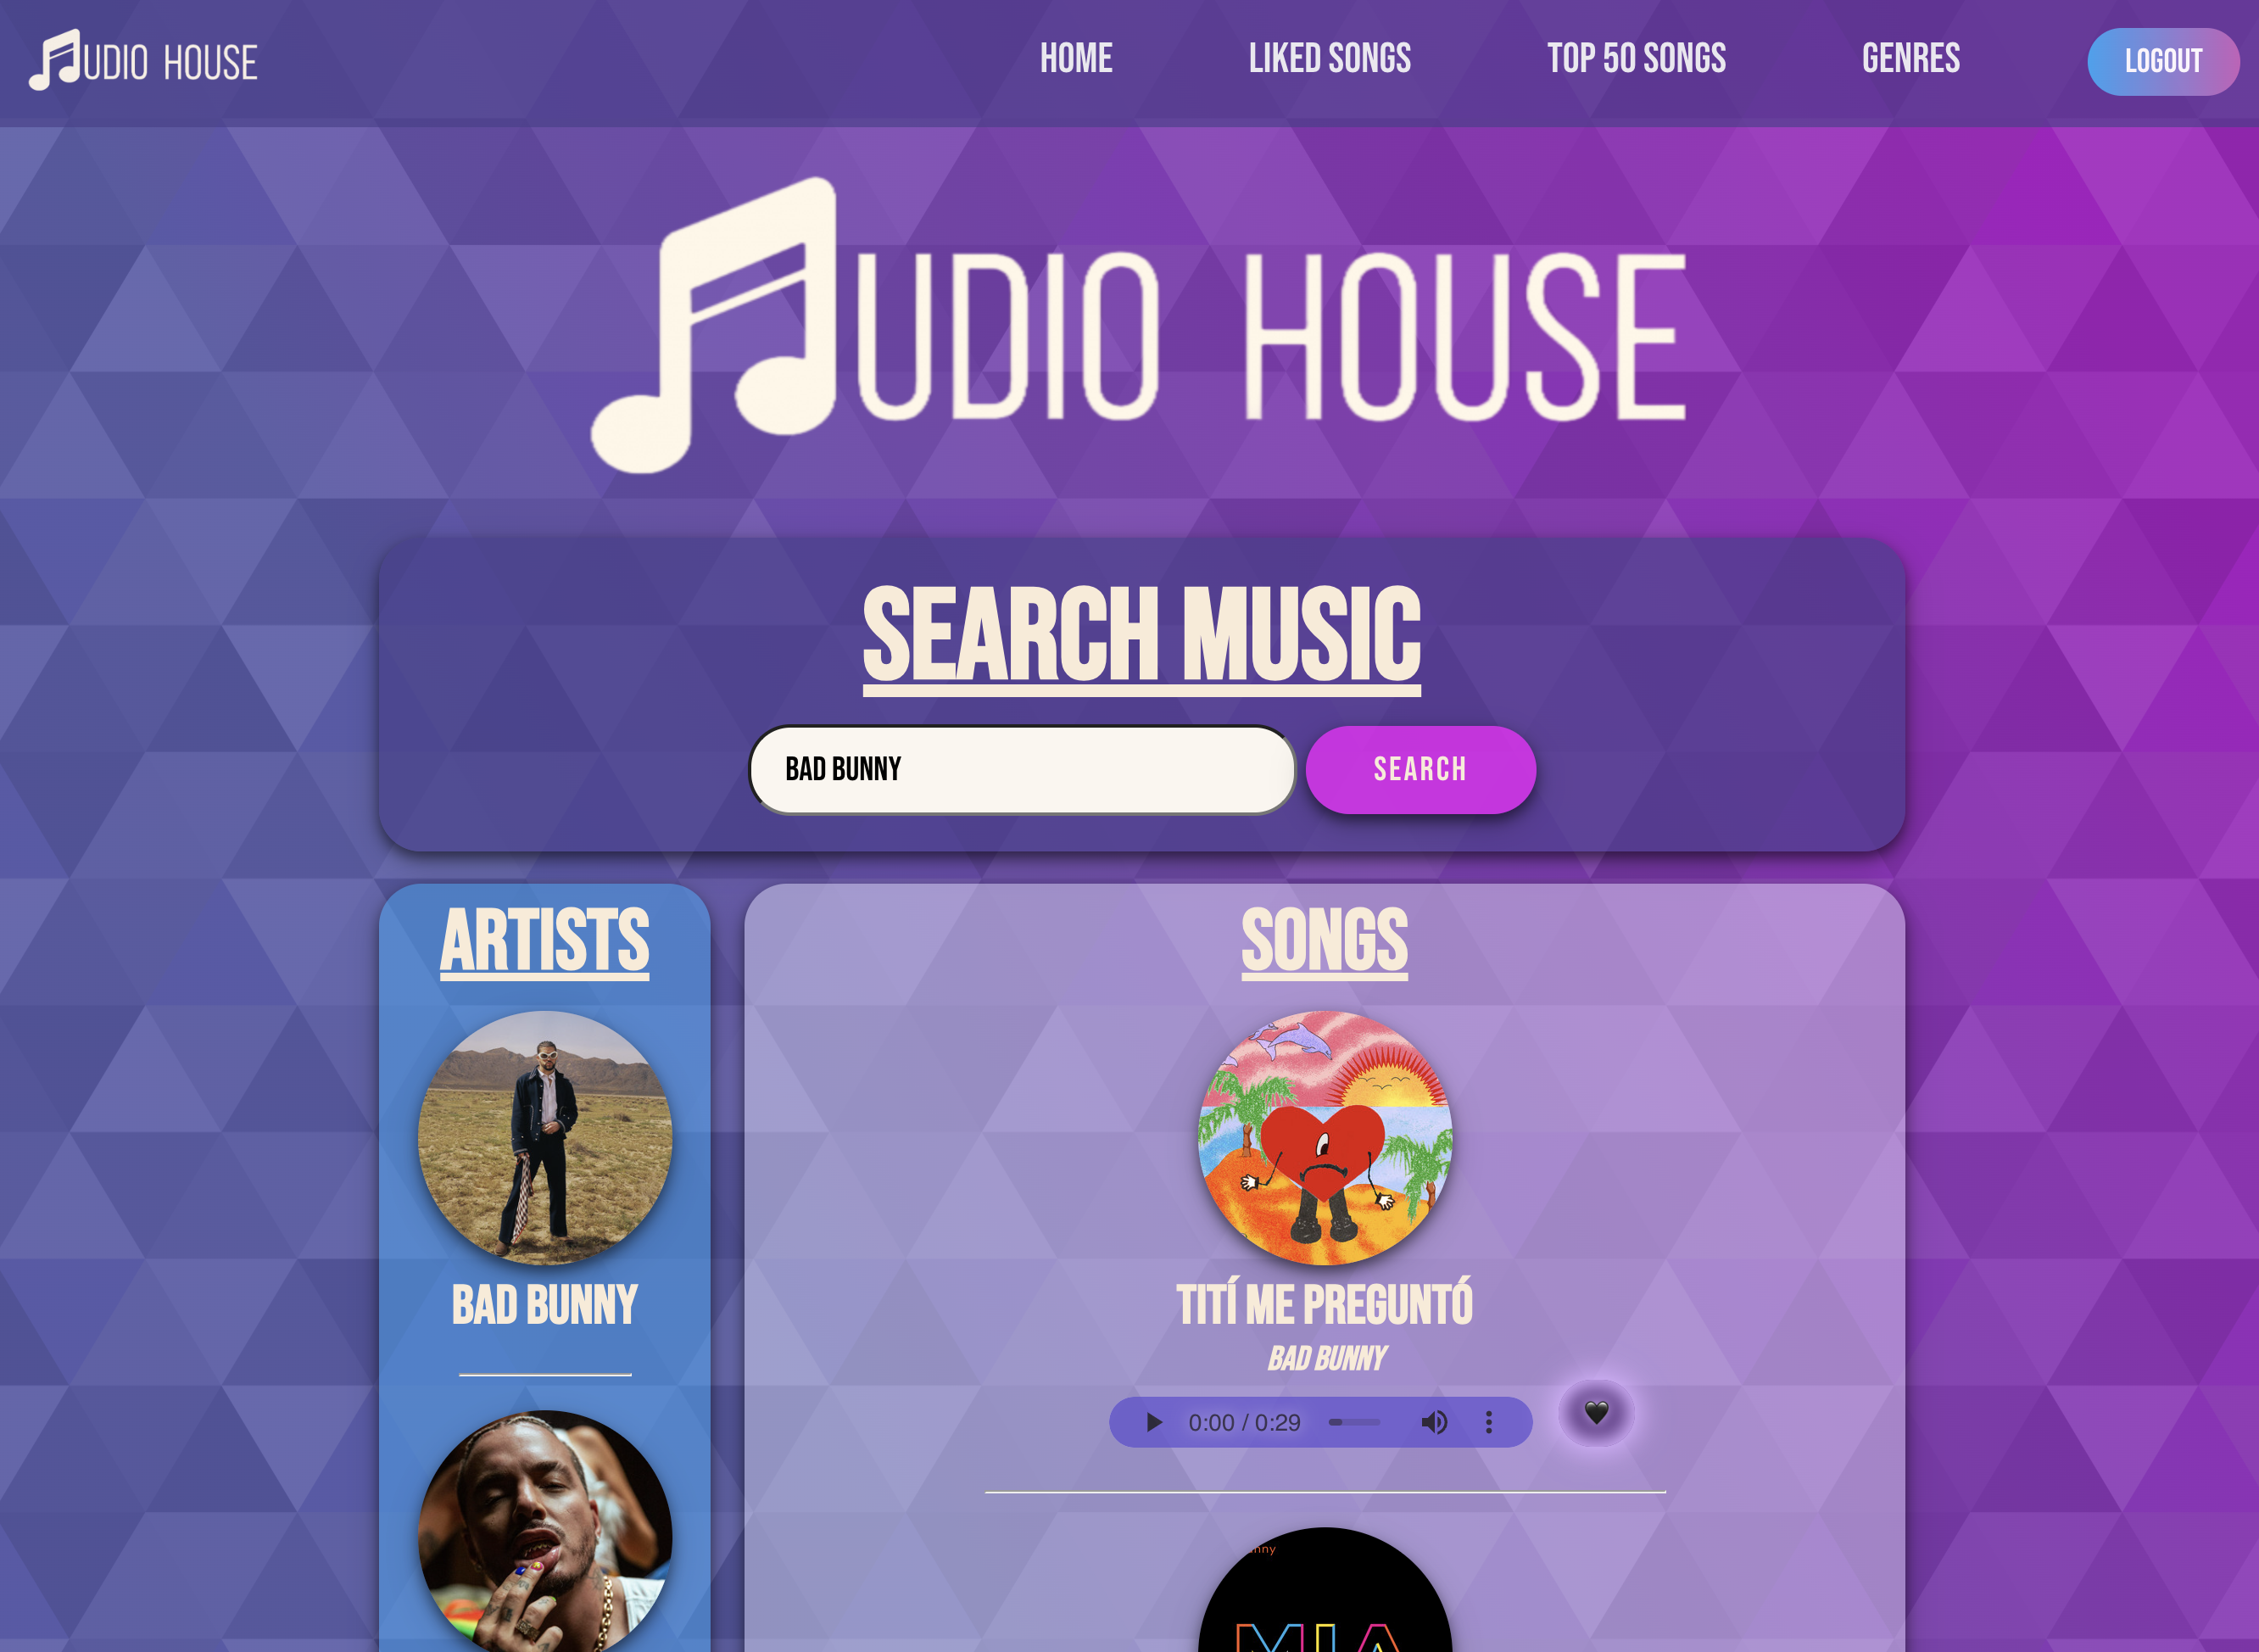 UDIO HOUSE
HOME
LIKED SONGS
TOP 50 SONGS
GENRES
LOGOUT
UDIO HOUSE
SEARCH MUSIC
BAD BUNNY
SEARCH
ARTISTS
BAD BUNNY
SONGS
TITÍ ME PREGUNTÓ
BAD BUNNY
0:00 / 0:29
MIA